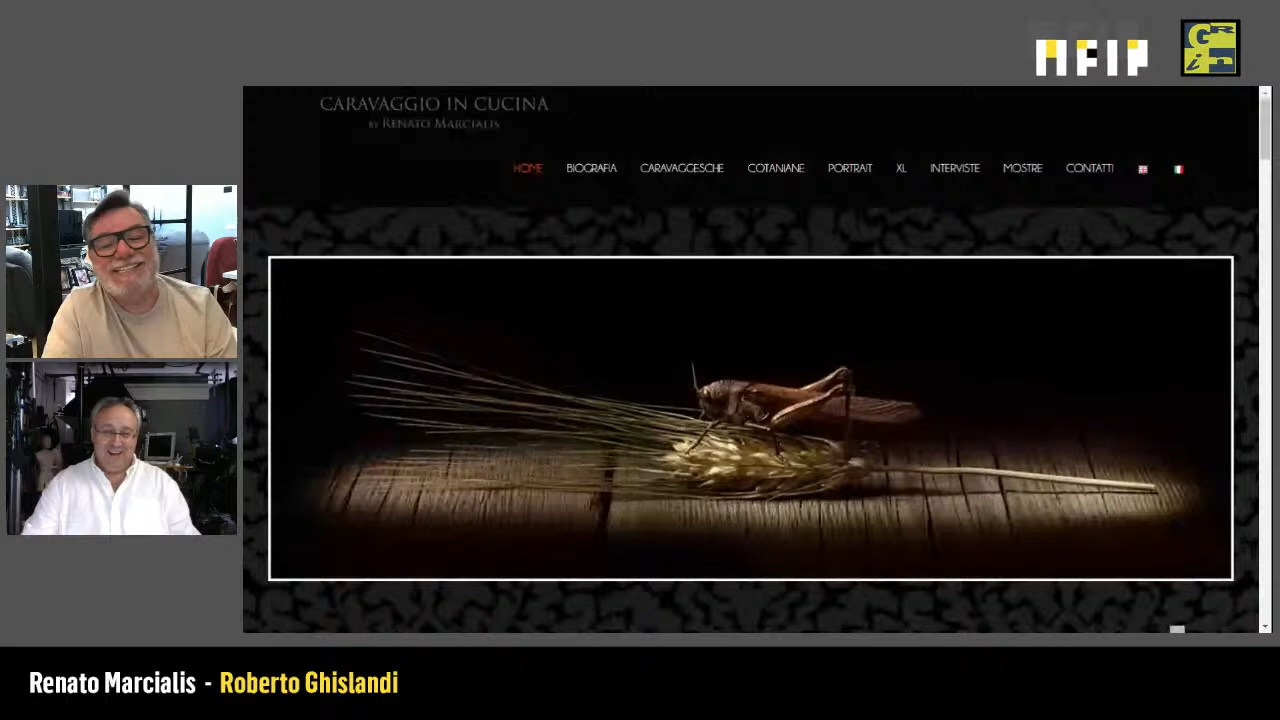 AFIP
GRin
CARAVAGGIO IN CUCINA
BY RENATO MARCIALIS
HOME BIOGRAFIA CARAVAGGESCHE COTANIANE PORTRAIT XL INTERVISTE MOSTRE CONTATTI
Renato Marcialis - Roberto Ghislandi